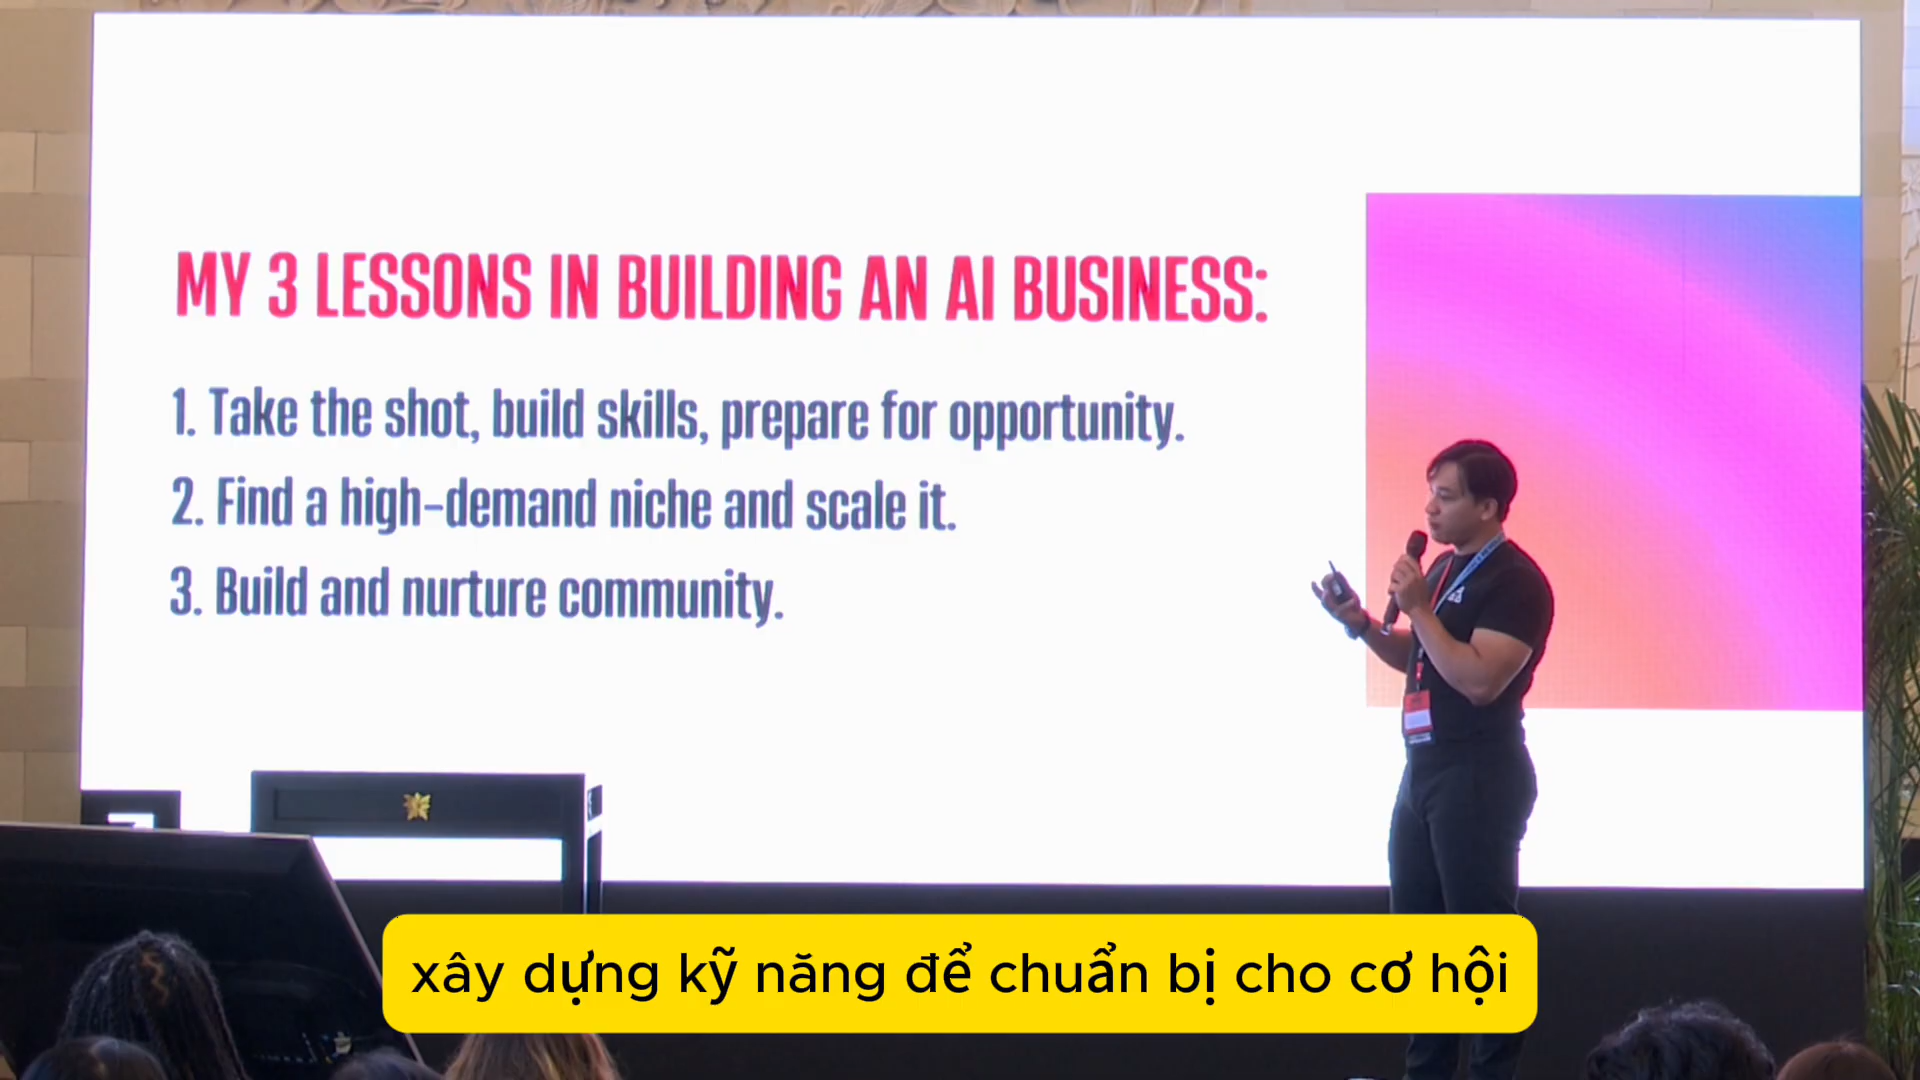 MY 3 LESSONS IN BUILDING AN AI BUSINESS:
1. Take the shot, build skills, prepare for opportunity.
2. Find a high-demand niche and scale it.
3. Build and nurture community.
xây dựng kỹ năng để chuẩn bị cho cơ hội